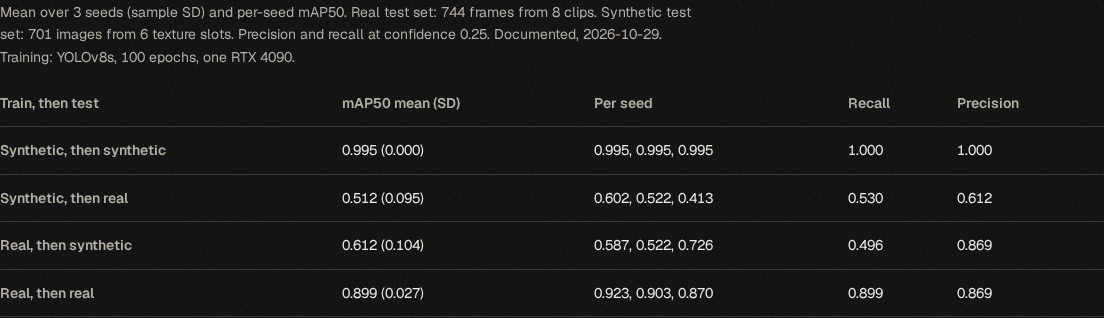 Mean over 3 seeds (sample SD) and per-seed mAP50. Real test set: 744 frames from 8 clips. Synthetic test
set: 701 images from 6 texture slots. Precision and recall at confidence 0.25. Documented, 2026-10-29.
Training: YOLOv8s, 100 epochs, one RTX 4090.
Train, then test mAP50 mean (SD) Per seed Recall Precision
Synthetic, then synthetic 0.995 (0.000) 0.995, 0.995, 0.995 1.000 1.000
Synthetic, then real 0.512 (0.095) 0.602, 0.522, 0.413 0.530 0.612
Real, then synthetic 0.612 (0.104) 0.587, 0.522, 0.726 0.496 0.869
Real, then real 0.899 (0.027) 0.923, 0.903, 0.870 0.899 0.869